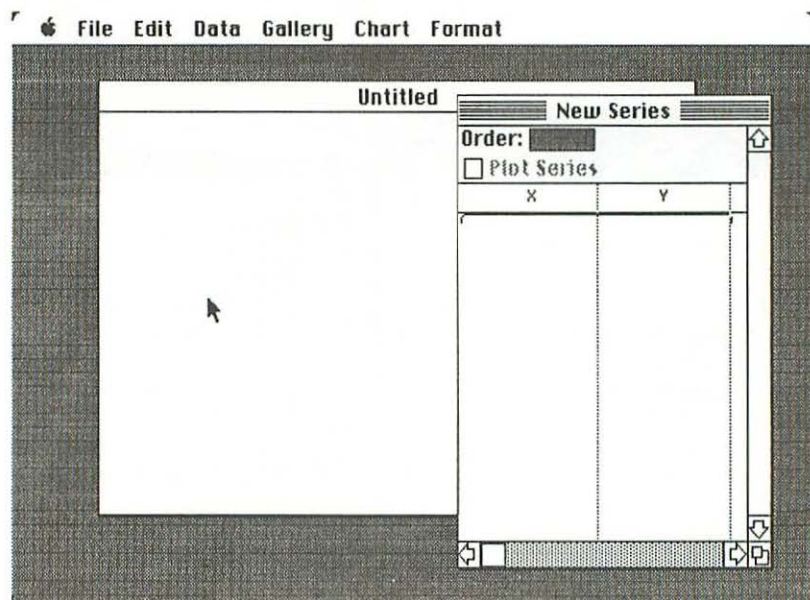 File Edit Data Gallery Chart Format
Untitled
New Series
Order:
Plot Series
X Y